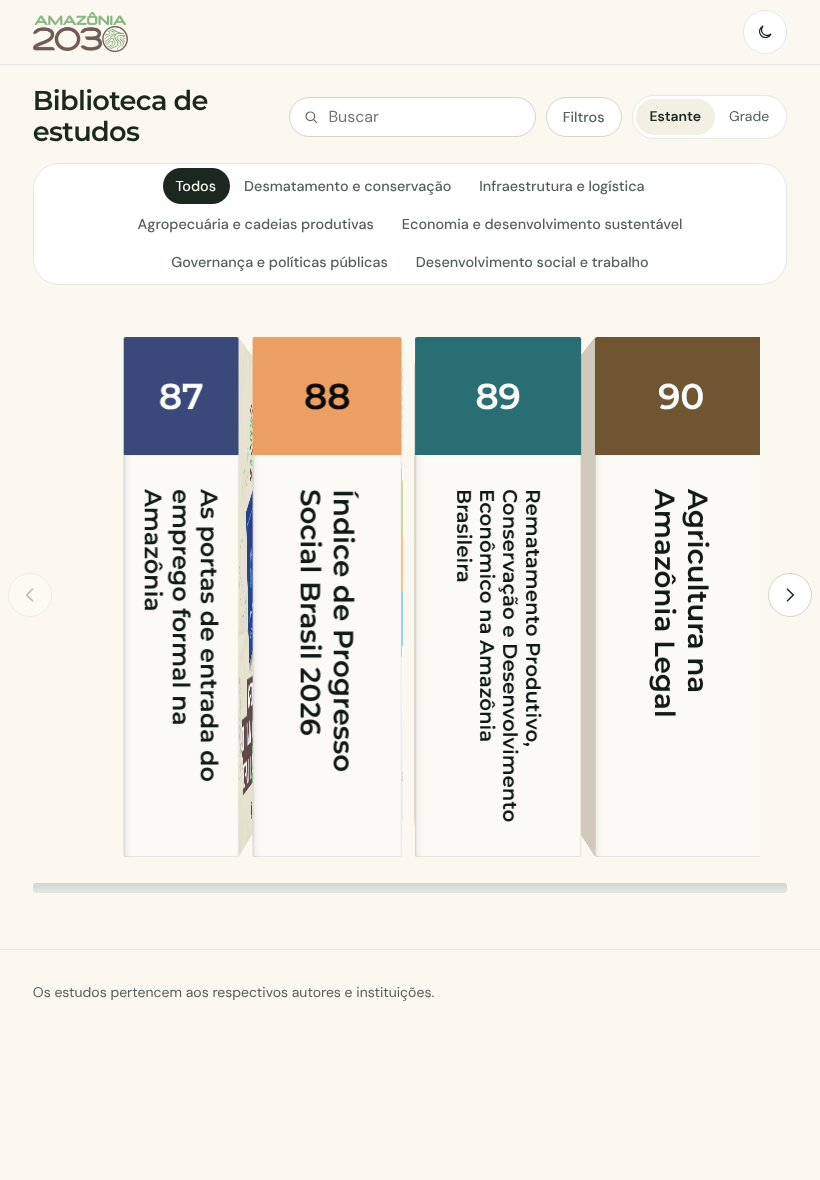 AMAZÔNIA
2030
Biblioteca de
estudos
Buscar
Filtros
Estante
Grade
Todos
Desmatamento e conservação
Infraestrutura e logística
Agropecuária e cadeias produtivas
Economia e desenvolvimento sustentável
Governança e políticas públicas
Desenvolvimento social e trabalho
87
As portas de entrada do
emprego formal na
Amazônia
88
Índice de Progresso
Social Brasil 2026
89
Rematamento Produtivo,
Conservação e Desenvolvimento
Econômico na Amazônia
Brasileira
90
Agricultura na
Amazônia Legal
Os estudos pertencem aos respectivos autores e instituições.